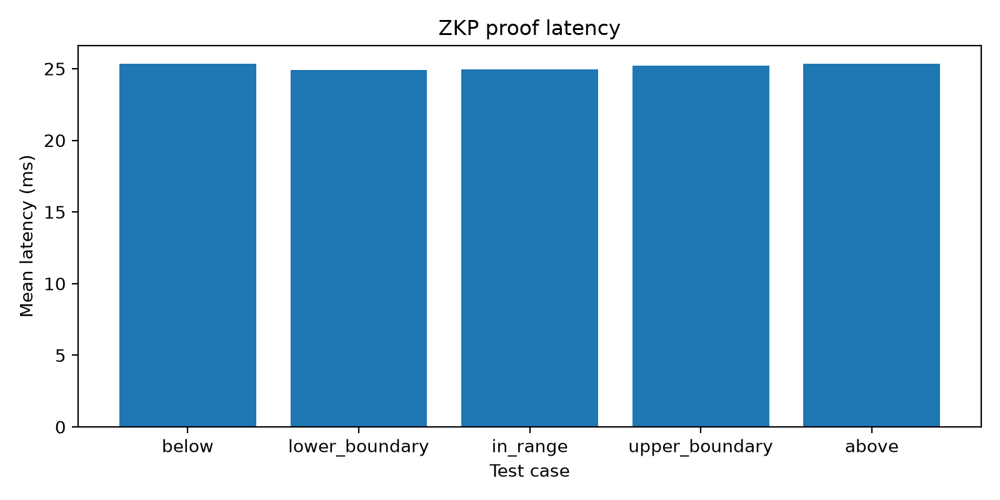 ZKP proof latency
Mean latency (ms)
25
20
15
10
5
0
below lower_boundary in_range upper_boundary above
Test case